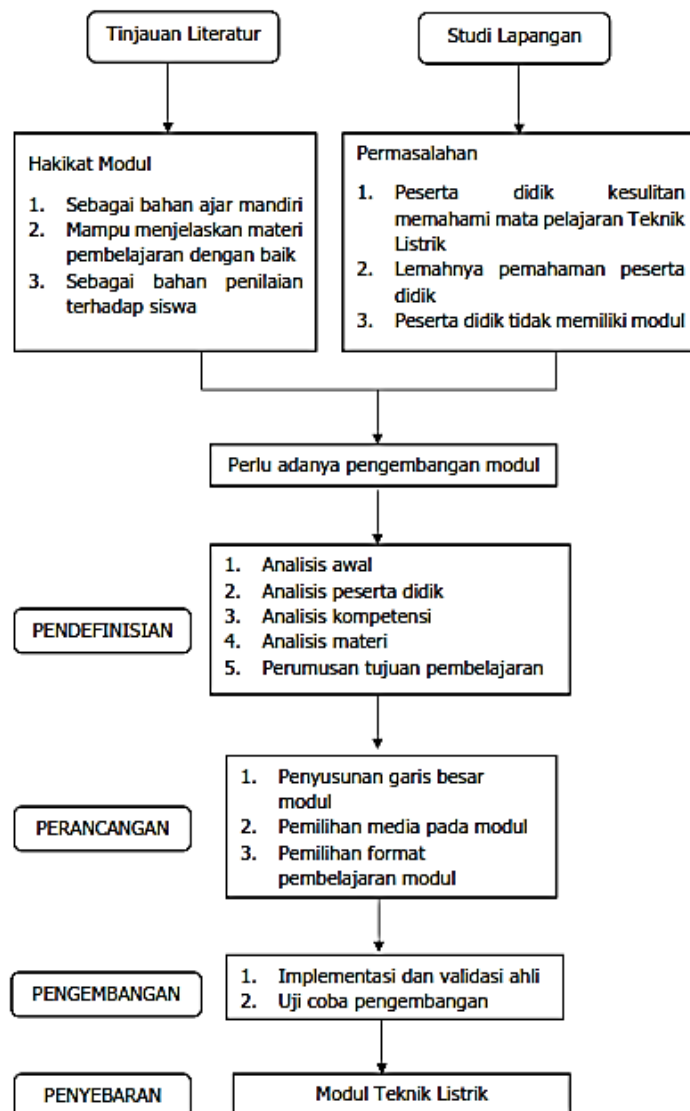 Tinjauan Literatur
Studi Lapangan
Hakikat Modul
1. Sebagai bahan ajar mandiri
2. Mampu menjelaskan materi
pembelajaran dengan baik
3. Sebagai bahan penilaian
terhadap siswa
Permasalahan
1. Peserta didik kesulitan
memahami mata pelajaran Teknik
Listrik
2. Lemahnya pemahaman peserta
didik
3. Peserta didik tidak memiliki modul
Perlu adanya pengembangan modul
PENDEFINISIAN
1. Analisis awal
2. Analisis peserta didik
3. Analisis kompetensi
4. Analisis materi
5. Perumusan tujuan pembelajaran
PERANCANGAN
1. Penyusunan garis besar
modul
2. Pemilihan media pada modul
3. Pemilihan format
pembelajaran modul
PENGEMBANGAN
1. Implementasi dan validasi ahli
2. Uji coba pengembangan
PENYEBARAN
Modul Teknik Listrik